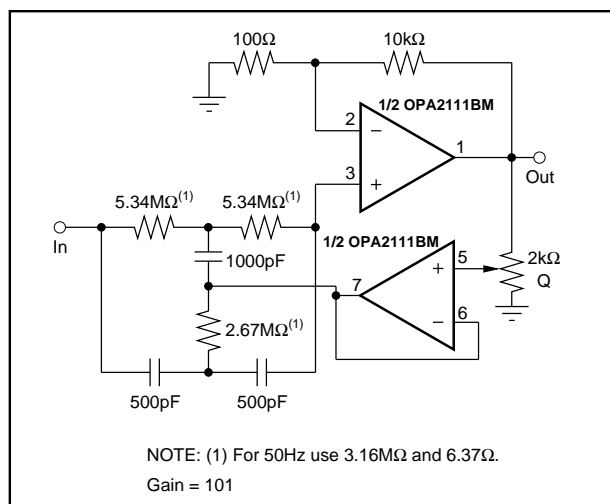 100Ω
10kΩ
1/2 OPA2111BM
2
−
1
3
+
Out
5.34MΩ(1)
5.34MΩ(1)
In
1/2 OPA2111BM
1000pF
5
+
2kΩ
7
Q
6
−
2.67MΩ(1)
500pF
500pF
NOTE: (1) For 50Hz use 3.16MΩ and 6.37Ω.
Gain = 101